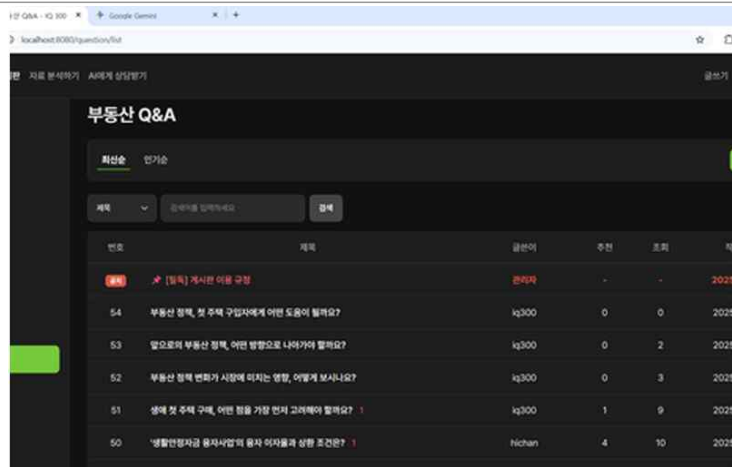 Q&A - IQ 300 × Google Gemini × +
localhost:8080/question/list
자료 분석하기 AI에게 상담받기 글쓰기
부동산 Q&A
최신순 인기순
제목 검색어를 입력하세요 검색
번호 제목 글쓴이 추천 조회
공지 📌 [필독] 게시판 이용 규정 관리자 - - 2025
54 부동산 정책, 첫 주택 구입자에게 어떤 도움이 될까요? iq300 0 0 2025
53 앞으로의 부동산 정책, 어떤 방향으로 나아가야 할까요? iq300 0 2 2025
52 부동산 정책 변화가 시장에 미치는 영향, 어떻게 보시나요? iq300 0 3 2025
51 생애 첫 주택 구매, 어떤 점을 가장 먼저 고려해야 할까요? 1 iq300 1 9 2025
50 '생활안정자금 융자사업'의 융자 이자율과 상환 조건은? 1 hichan 4 10 2025